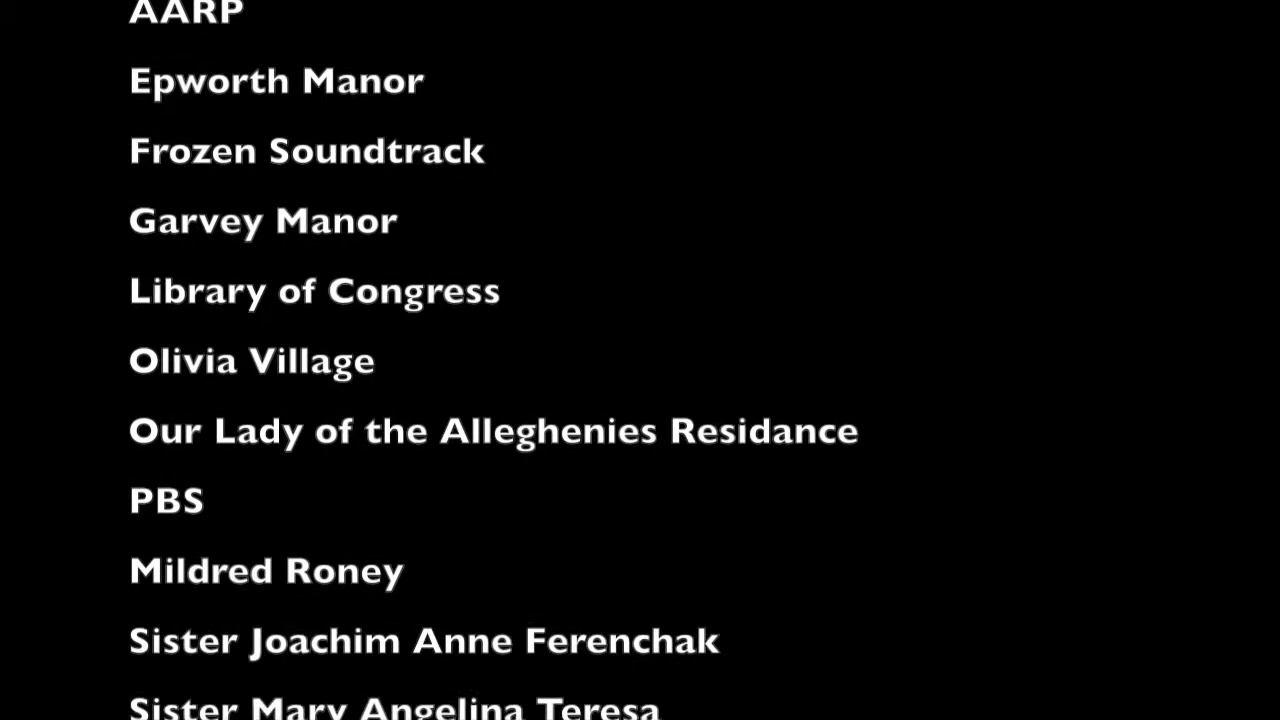 AARP
Epworth Manor
Frozen Soundtrack
Garvey Manor
Library of Congress
Olivia Village
Our Lady of the Alleghenies Residance
PBS
Mildred Roney
Sister Joachim Anne Ferenchak
Sister Mary Angelina Teresa